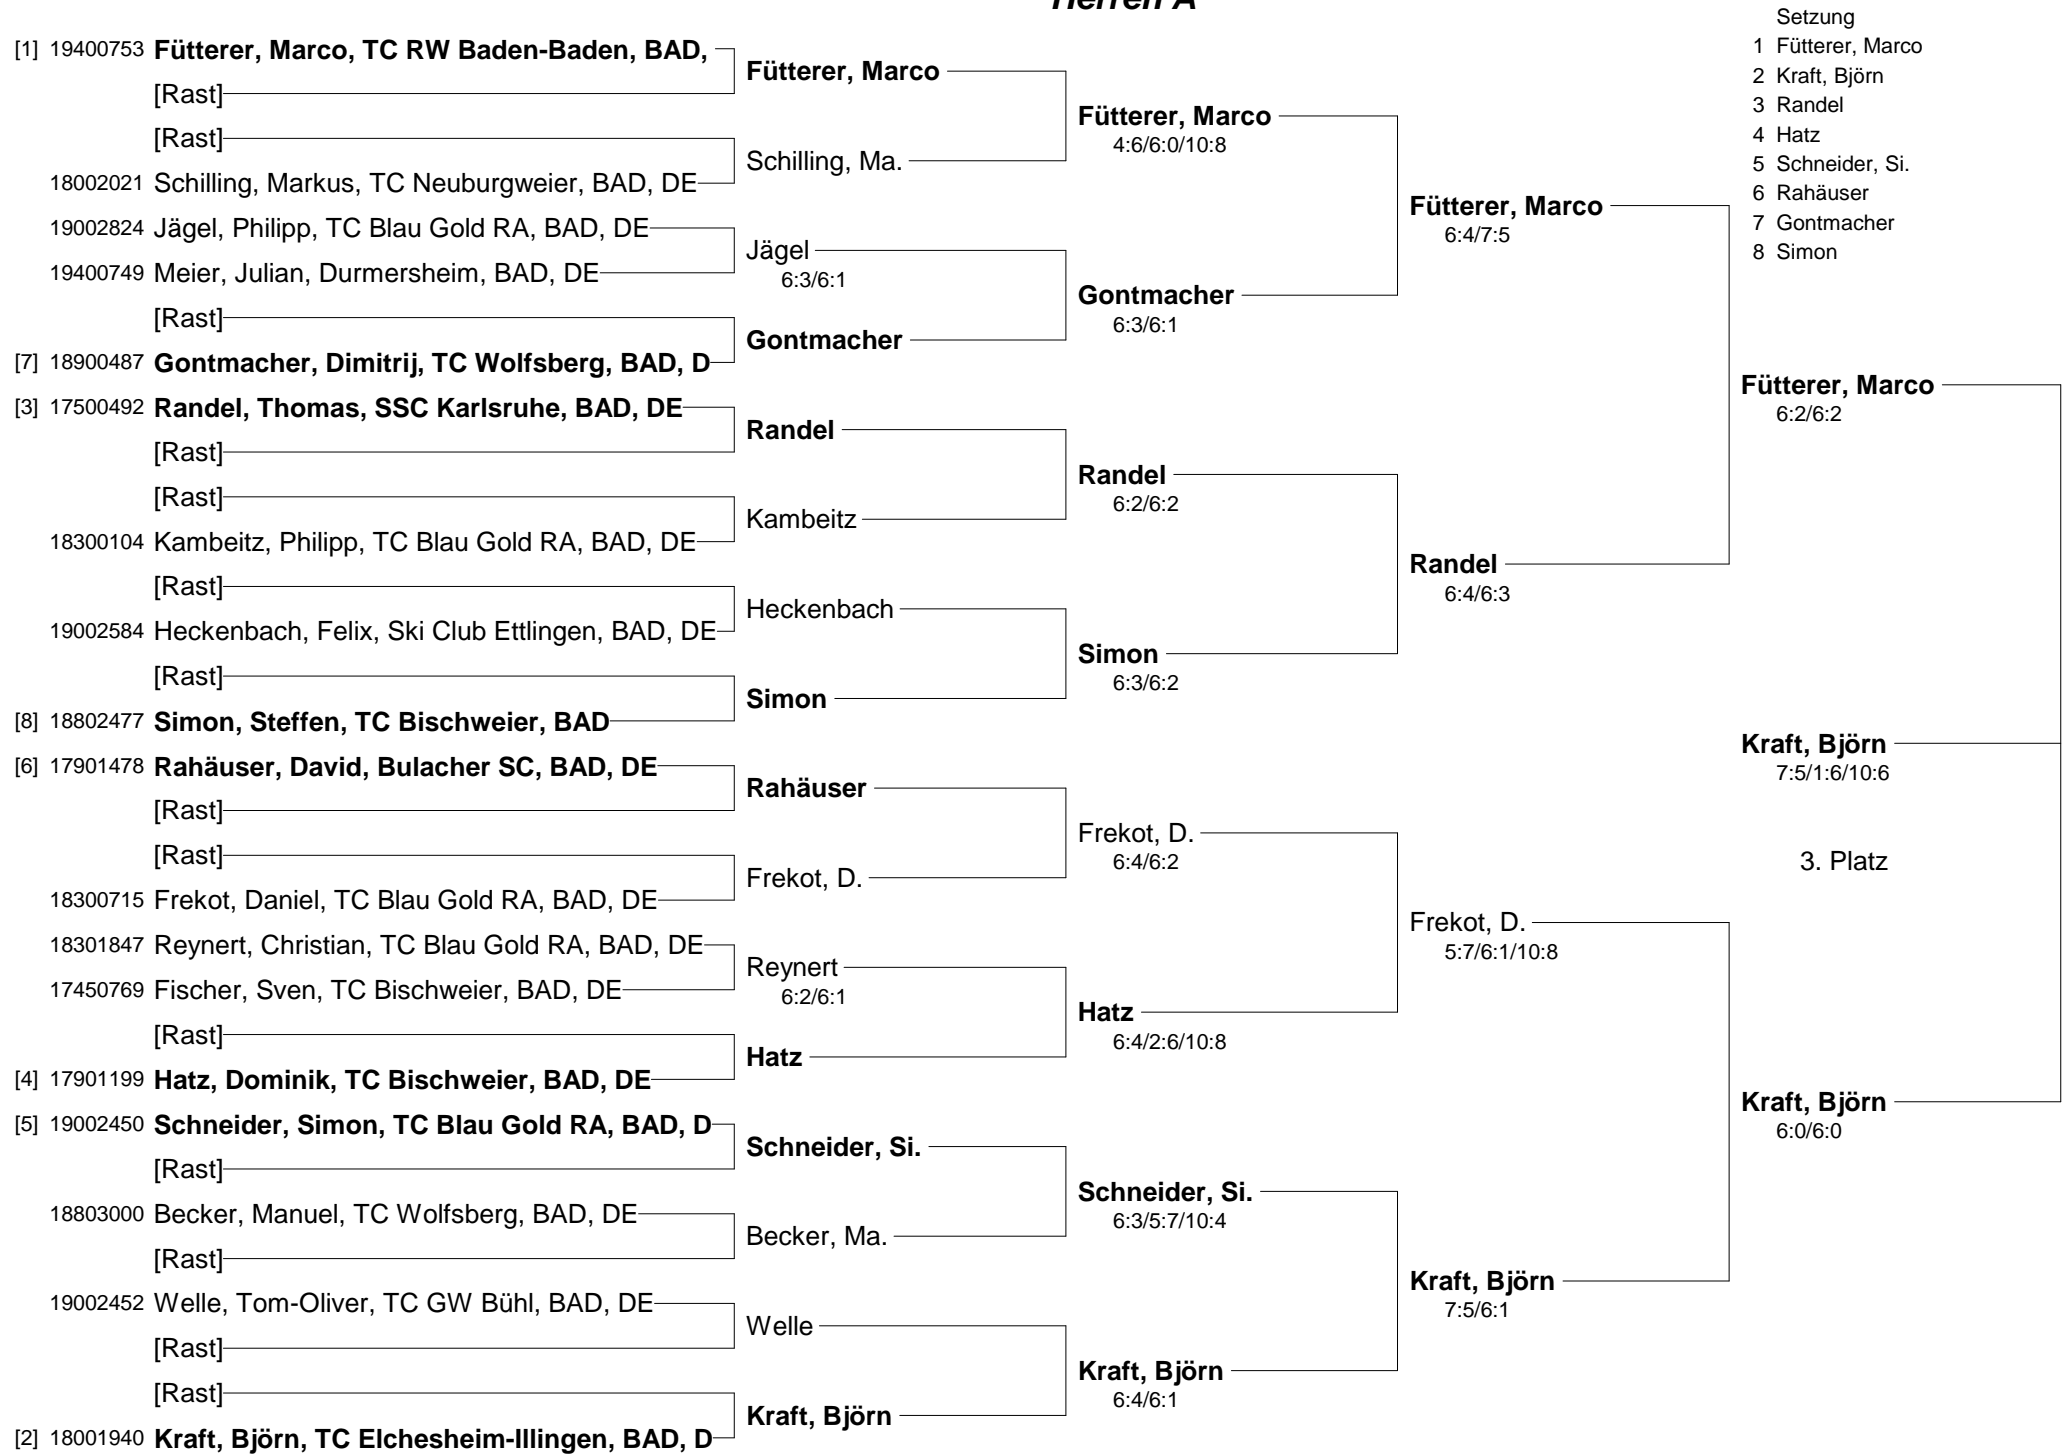 Herren A
Setzung
1 Fütterer, Marco
2 Kraft, Björn
3 Randel
4 Hatz
5 Schneider, Si.
6 Rahäuser
7 Gontmacher
8 Simon
[1] 19400753 Fütterer, Marco, TC RW Baden-Baden, BAD,
[Rast]
[Rast]
18002021 Schilling, Markus, TC Neuburgweier, BAD, DE
19002824 Jägel, Philipp, TC Blau Gold RA, BAD, DE
19400749 Meier, Julian, Durmersheim, BAD, DE
[Rast]
[7] 18900487 Gontmacher, Dimitrij, TC Wolfsberg, BAD, D
[3] 17500492 Randel, Thomas, SSC Karlsruhe, BAD, DE
[Rast]
[Rast]
18300104 Kambeitz, Philipp, TC Blau Gold RA, BAD, DE
[Rast]
19002584 Heckenbach, Felix, Ski Club Ettlingen, BAD, DE
[Rast]
[8] 18802477 Simon, Steffen, TC Bischweier, BAD
[6] 17901478 Rahäuser, David, Bulacher SC, BAD, DE
[Rast]
[Rast]
18300715 Frekot, Daniel, TC Blau Gold RA, BAD, DE
18301847 Reynert, Christian, TC Blau Gold RA, BAD, DE
17450769 Fischer, Sven, TC Bischweier, BAD, DE
[Rast]
[4] 17901199 Hatz, Dominik, TC Bischweier, BAD, DE
[5] 19002450 Schneider, Simon, TC Blau Gold RA, BAD, D
[Rast]
18803000 Becker, Manuel, TC Wolfsberg, BAD, DE
[Rast]
19002452 Welle, Tom-Oliver, TC GW Bühl, BAD, DE
[Rast]
[Rast]
[2] 18001940 Kraft, Björn, TC Elchesheim-Illingen, BAD, D
Fütterer, Marco
Schilling, Ma.
Jägel
6:3/6:1
Gontmacher
Randel
Kambeitz
Heckenbach
Simon
Rahäuser
Frekot, D.
Reynert
6:2/6:1
Hatz
Schneider, Si.
Becker, Ma.
Welle
Kraft, Björn
Fütterer, Marco
4:6/6:0/10:8
Gontmacher
6:3/6:1
Randel
6:2/6:2
Simon
6:3/6:2
Frekot, D.
6:4/6:2
Hatz
6:4/2:6/10:8
Schneider, Si.
6:3/5:7/10:4
Kraft, Björn
6:4/6:1
Fütterer, Marco
6:4/7:5
Randel
6:4/6:3
Frekot, D.
5:7/6:1/10:8
Kraft, Björn
7:5/6:1
Fütterer, Marco
6:2/6:2
Kraft, Björn
7:5/1:6/10:6
3. Platz
Kraft, Björn
6:0/6:0